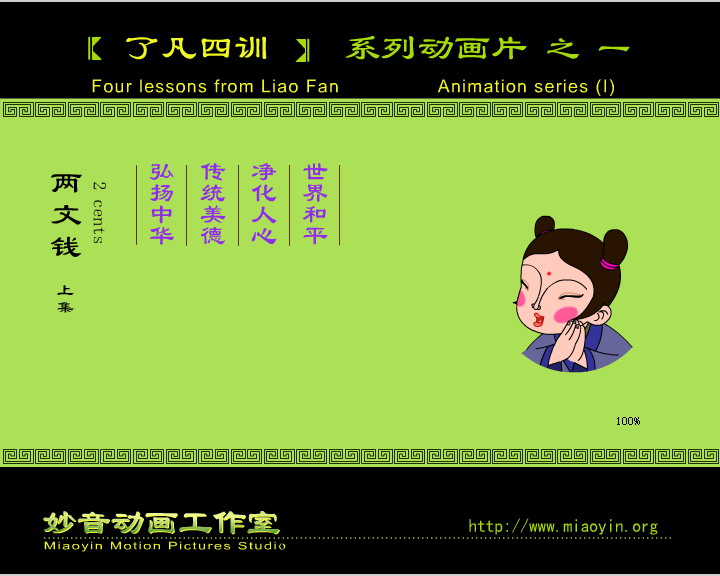 【 了凡四训 】 系列动画片 之 一
Four lessons from Liao Fan Animation series (I)
两文钱
2 cents
上集
弘扬中华
传统美德
净化人心
世界和平
100%
妙音动画工作室
Miaoyin Motion Pictures Studio
http://www.miaoyin.org